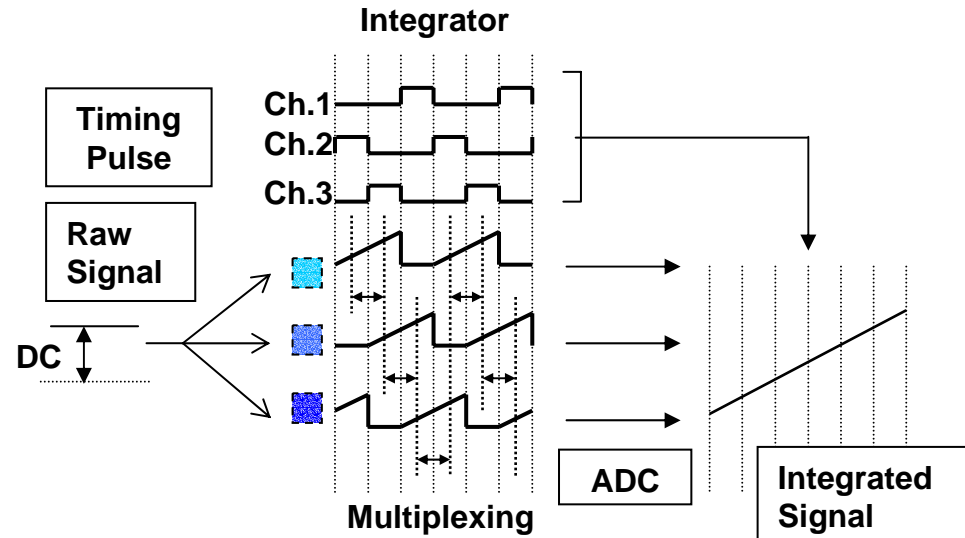 Integrator
Timing
Pulse
Ch.1
Ch.2
Ch.3
Raw
Signal
DC
ADC
Integrated
Signal
Multiplexing